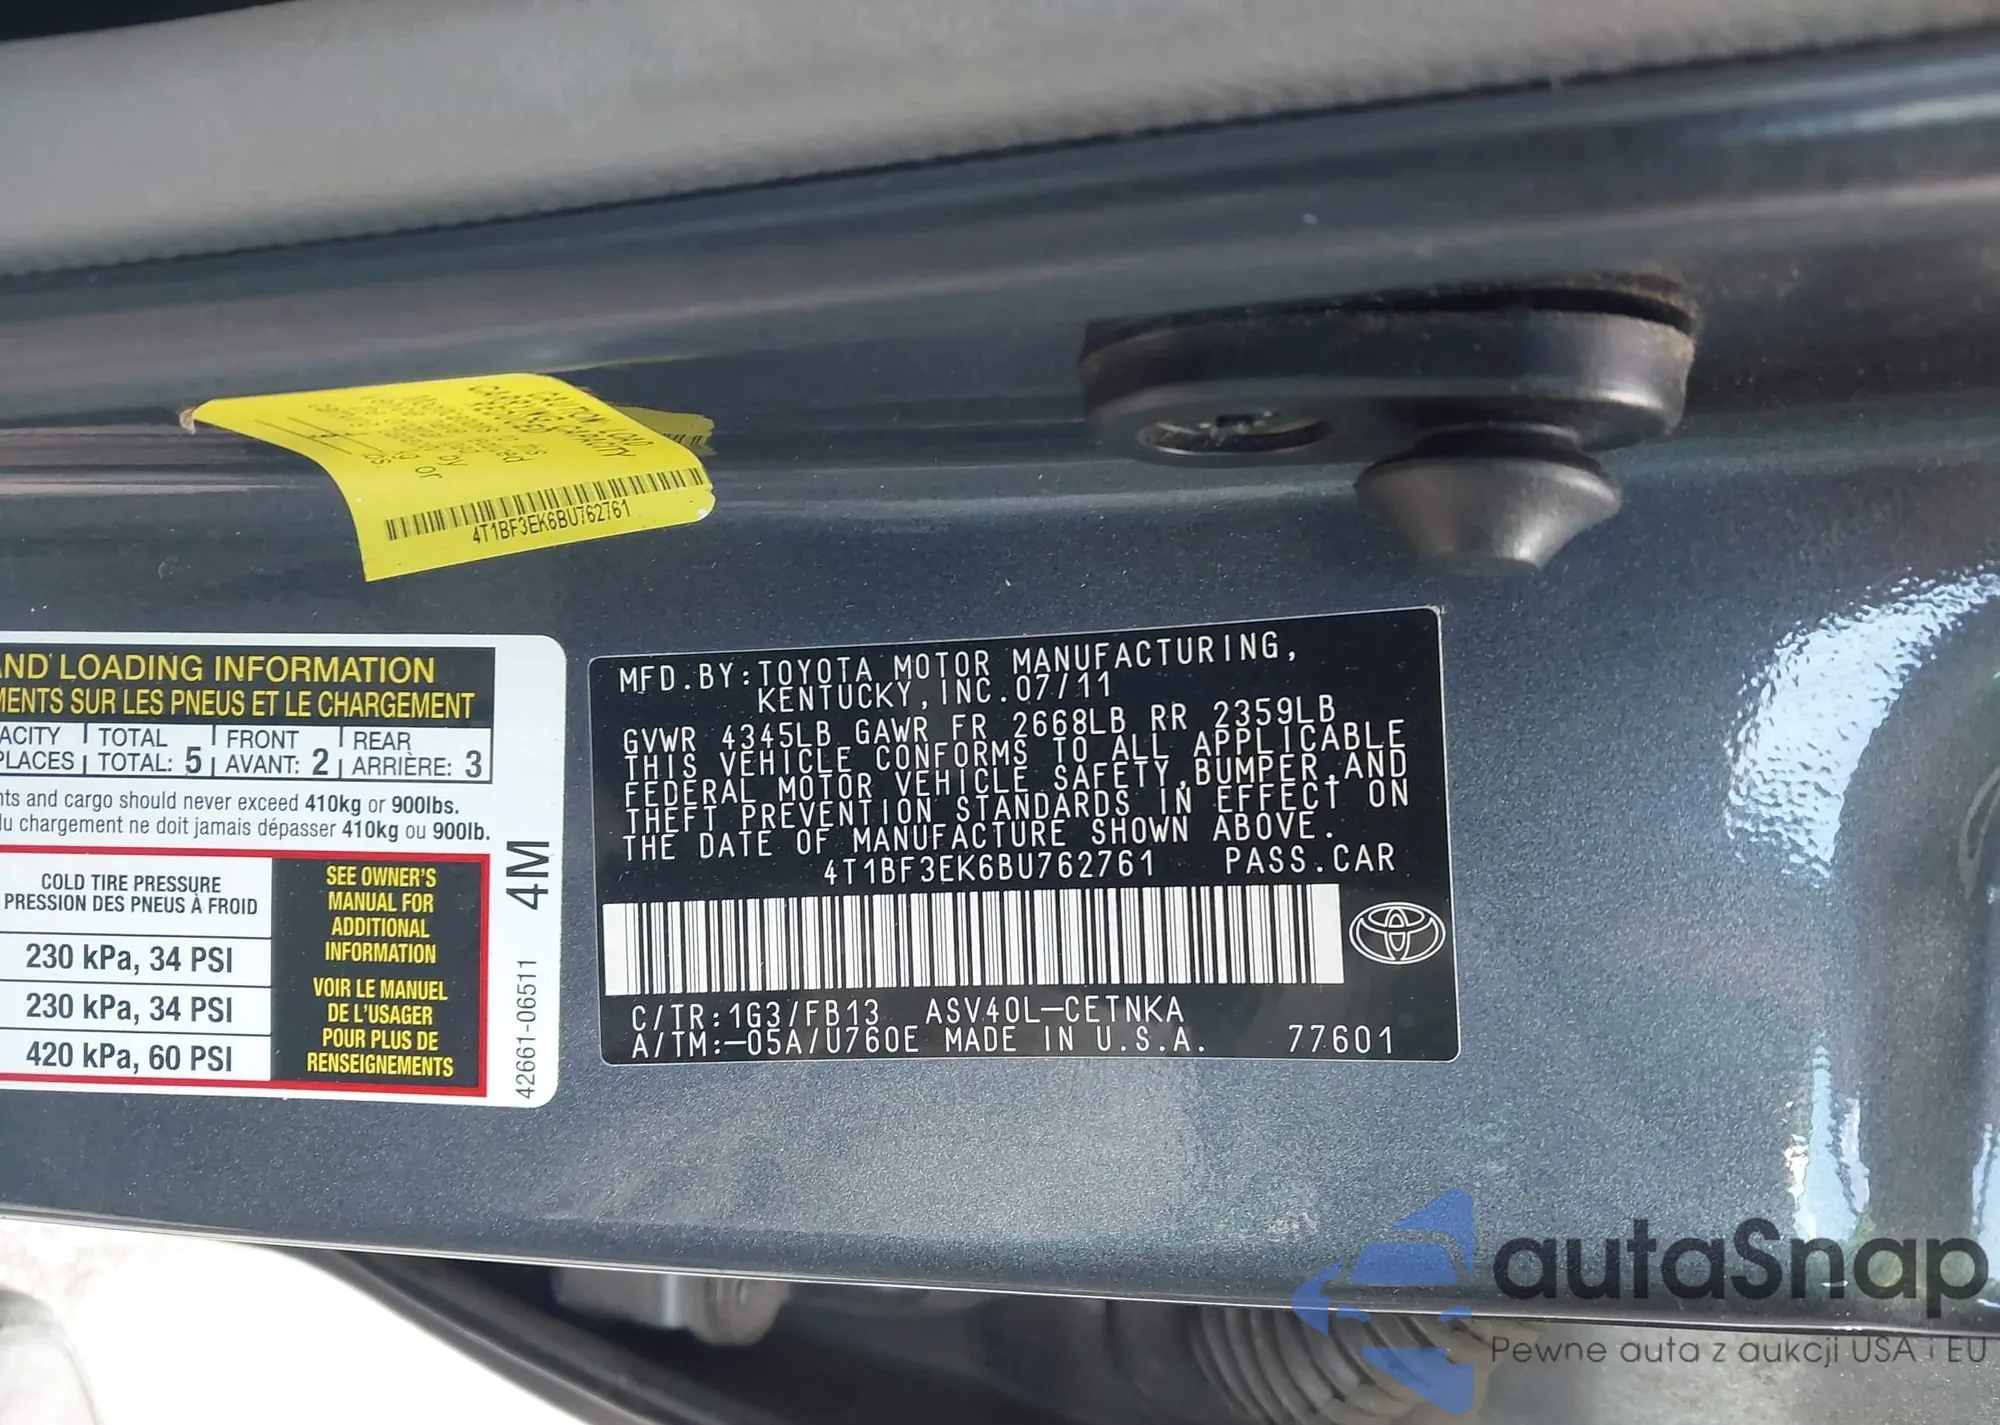 CAUTION - LOAD
CARRYING CAPACITY
REDUCED
or
4T1BF3EK6BU762761
AND LOADING INFORMATION
MENTS SUR LES PNEUS ET LE CHARGEMENT
ACITY TOTAL FRONT REAR
PLACES TOTAL: 5 AVANT: 2 ARRIÈRE: 3
nts and cargo should never exceed 410kg or 900lbs.
du chargement ne doit jamais dépasser 410kg ou 900lb.
COLD TIRE PRESSURE
PRESSION DES PNEUS À FROID
230 kPa, 34 PSI
230 kPa, 34 PSI
420 kPa, 60 PSI
SEE OWNER'S
MANUAL FOR
ADDITIONAL
INFORMATION
VOIR LE MANUEL
DE L'USAGER
POUR PLUS DE
RENSEIGNEMENTS
4M
42661-06511
MFD.BY:TOYOTA MOTOR MANUFACTURING,
KENTUCKY,INC.07/11
GVWR 4345LB GAWR FR 2668LB RR 2359LB
THIS VEHICLE CONFORMS TO ALL APPLICABLE
FEDERAL MOTOR VEHICLE SAFETY,BUMPER,AND
THEFT PREVENTION STANDARDS IN EFFECT ON
THE DATE OF MANUFACTURE SHOWN ABOVE.
4T1BF3EK6BU762761 PASS.CAR
C/TR:1G3/FB13 ASV40L-CETNKA
A/TM:-05A/U760E MADE IN U.S.A. 77601
autaSnap
Pewne auta z aukcji USA i EU